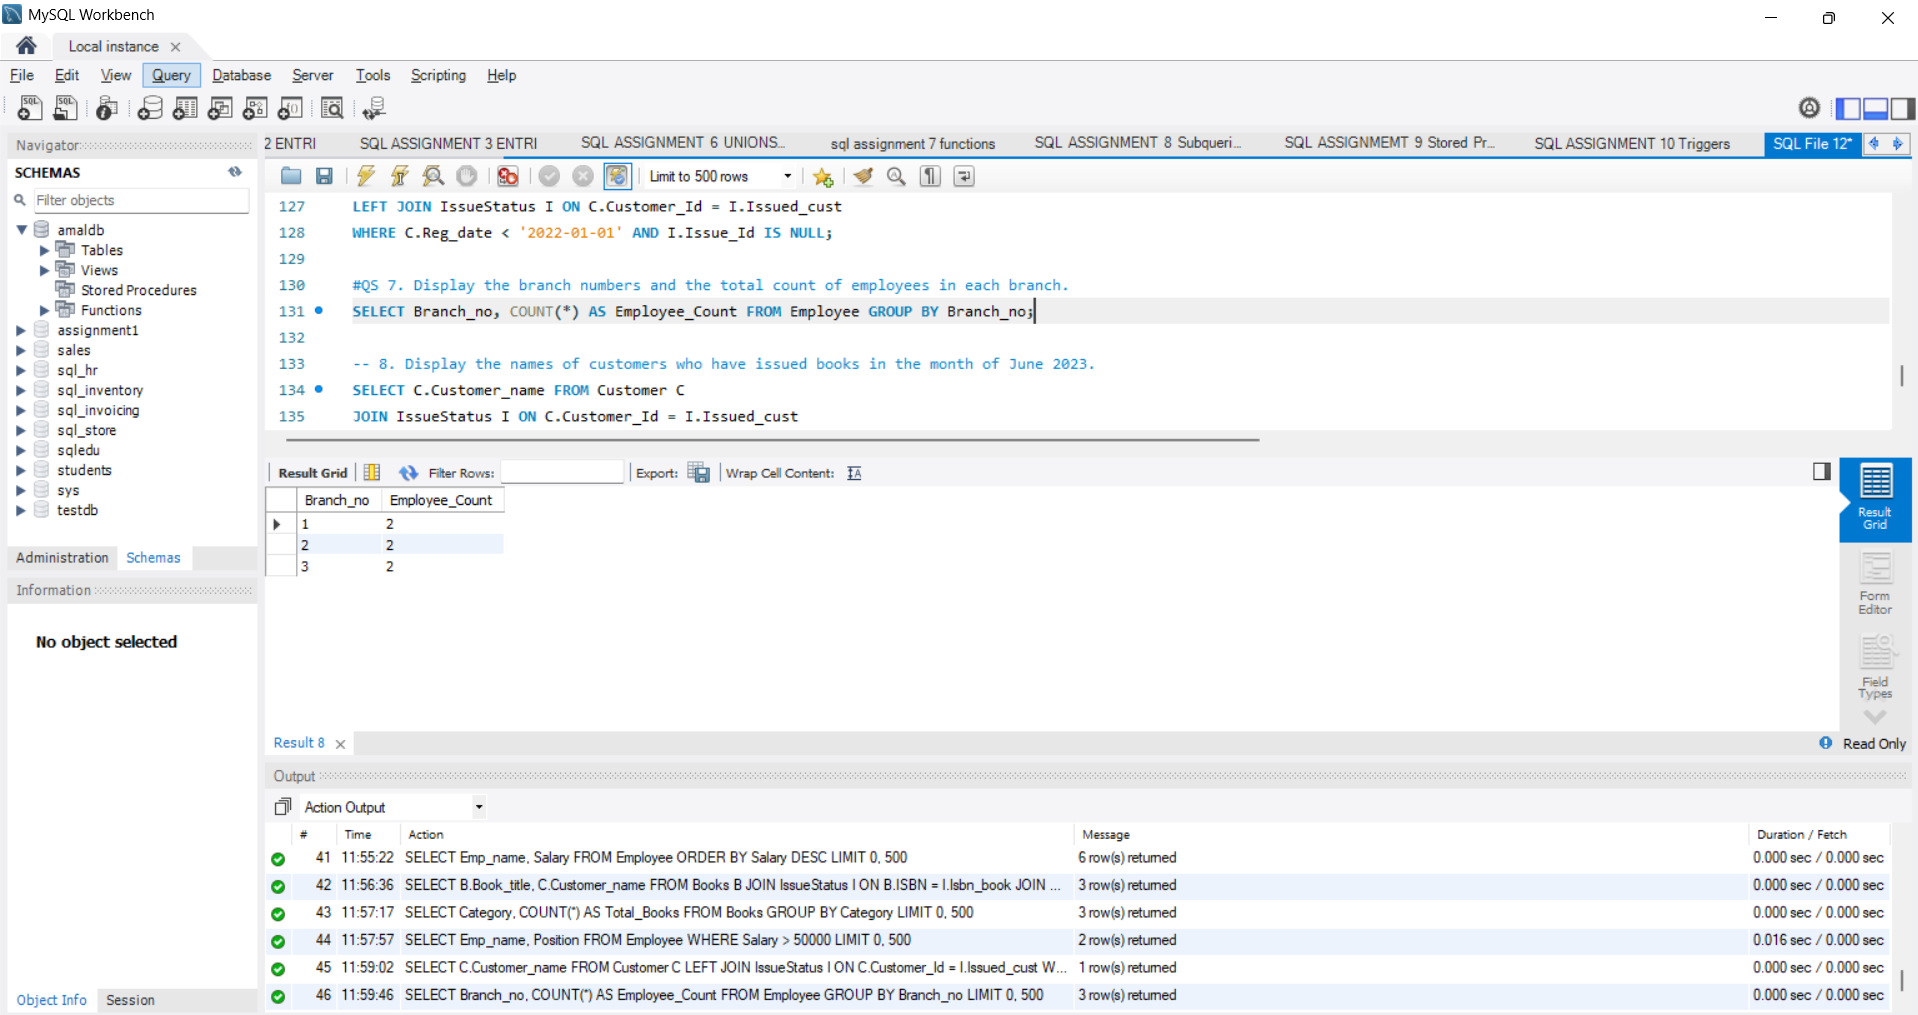 MySQL Workbench
Local instance
File Edit View Query Database Server Tools Scripting Help
Navigator
SCHEMAS
Filter objects
amaldb
Tables
Views
Stored Procedures
Functions
assignment1
sales
sql_hr
sql_inventory
sql_invoicing
sql_store
sqledu
students
sys
testdb
Administration Schemas
Information
No object selected
Object Info Session
2 ENTRI SQL ASSIGNMENT 3 ENTRI SQL ASSIGNMENT 6 UNIONS... sql assignment 7 functions SQL ASSIGNMENT 8 Subqueri... SQL ASSIGNMEMT 9 Stored Pr... SQL ASSIGNMENT 10 Triggers SQL File 12*
Limit to 500 rows
127 LEFT JOIN IssueStatus I ON C.Customer_Id = I.Issued_cust
128 WHERE C.Reg_date < '2022-01-01' AND I.Issue_Id IS NULL;
129
130 #QS 7. Display the branch numbers and the total count of employees in each branch.
131 SELECT Branch_no, COUNT(*) AS Employee_Count FROM Employee GROUP BY Branch_no;
132
133 -- 8. Display the names of customers who have issued books in the month of June 2023.
134 SELECT C.Customer_name FROM Customer C
135 JOIN IssueStatus I ON C.Customer_Id = I.Issued_cust
Result Grid Filter Rows: Export: Wrap Cell Content:
Branch_no Employee_Count
1 2
2 2
3 2
Result Grid
Form Editor
Field Types
Result 8 Read Only
Output
Action Output
# Time Action Message Duration / Fetch
41 11:55:22 SELECT Emp_name, Salary FROM Employee ORDER BY Salary DESC LIMIT 0, 500 6 row(s) returned 0.000 sec / 0.000 sec
42 11:56:36 SELECT B.Book_title, C.Customer_name FROM Books B JOIN IssueStatus I ON B.ISBN = I.Isbn_book JOIN ... 3 row(s) returned 0.000 sec / 0.000 sec
43 11:57:17 SELECT Category, COUNT(*) AS Total_Books FROM Books GROUP BY Category LIMIT 0, 500 3 row(s) returned 0.000 sec / 0.000 sec
44 11:57:57 SELECT Emp_name, Position FROM Employee WHERE Salary > 50000 LIMIT 0, 500 2 row(s) returned 0.016 sec / 0.000 sec
45 11:59:02 SELECT C.Customer_name FROM Customer C LEFT JOIN IssueStatus I ON C.Customer_Id = I.Issued_cust W... 1 row(s) returned 0.000 sec / 0.000 sec
46 11:59:46 SELECT Branch_no, COUNT(*) AS Employee_Count FROM Employee GROUP BY Branch_no LIMIT 0, 500 3 row(s) returned 0.000 sec / 0.000 sec